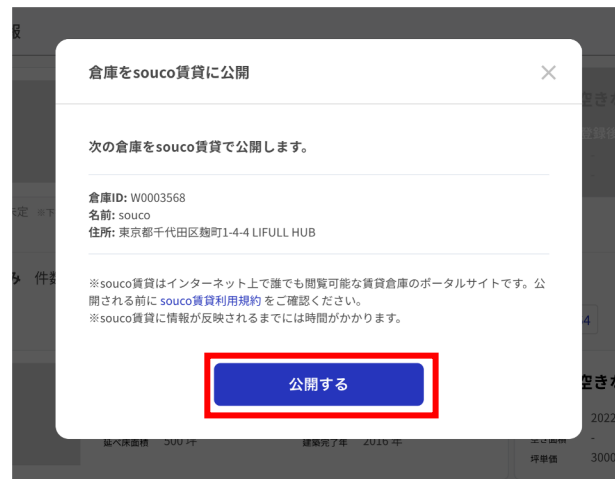 報
倉庫をsouco賃貸に公開
次の倉庫をsouco賃貸で公開します。
倉庫ID: W0003568
名前: souco
住所: 東京都千代田区麹町1-4-4 LIFULL HUB
※souco賃貸はインターネット上で誰でも閲覧可能な賃貸倉庫のポータルサイトです。公
開される前に souco賃貸利用規約 をご確認ください。
※souco賃貸に情報が反映されるまでには時間がかかります。
公開する
件数
空き
2022
延べ床面積 500 坪 建築完了年 2016 年 空き面積 -
坪単価 3000